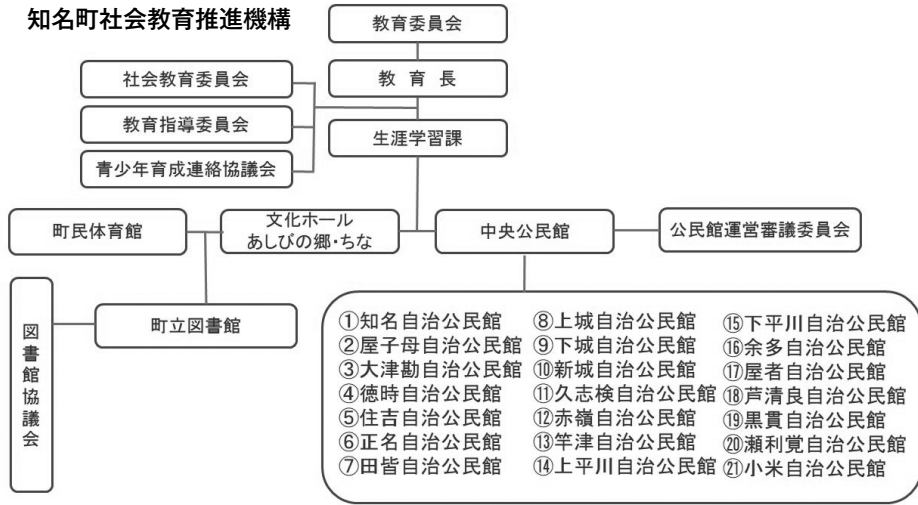 知名町社会教育推進機構
教育委員会
教育長
社会教育委員会
教育指導委員会
青少年育成連絡協議会
生涯学習課
町民体育館
文化ホール
あしびの郷・ちな
中央公民館
公民館運営審議委員会
図書館協議会
町立図書館
①知名自治公民館
②屋子母自治公民館
③大津勘自治公民館
④徳時自治公民館
⑤住吉自治公民館
⑥正名自治公民館
⑦田皆自治公民館
⑧上城自治公民館
⑨下城自治公民館
⑩新城自治公民館
⑪久志検自治公民館
⑫赤嶺自治公民館
⑬竿津自治公民館
⑭上平川自治公民館
⑮下平川自治公民館
⑯余多自治公民館
⑰屋者自治公民館
⑱芦清良自治公民館
⑲黒貫自治公民館
⑳瀬利覚自治公民館
㉑小米自治公民館